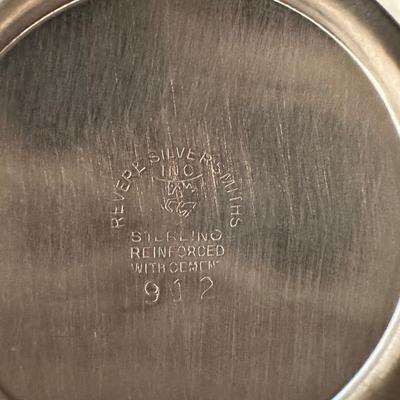 REVERE SILVERSMITHS
INC
STERLING
REINFORCED
WITH CEMENT
912